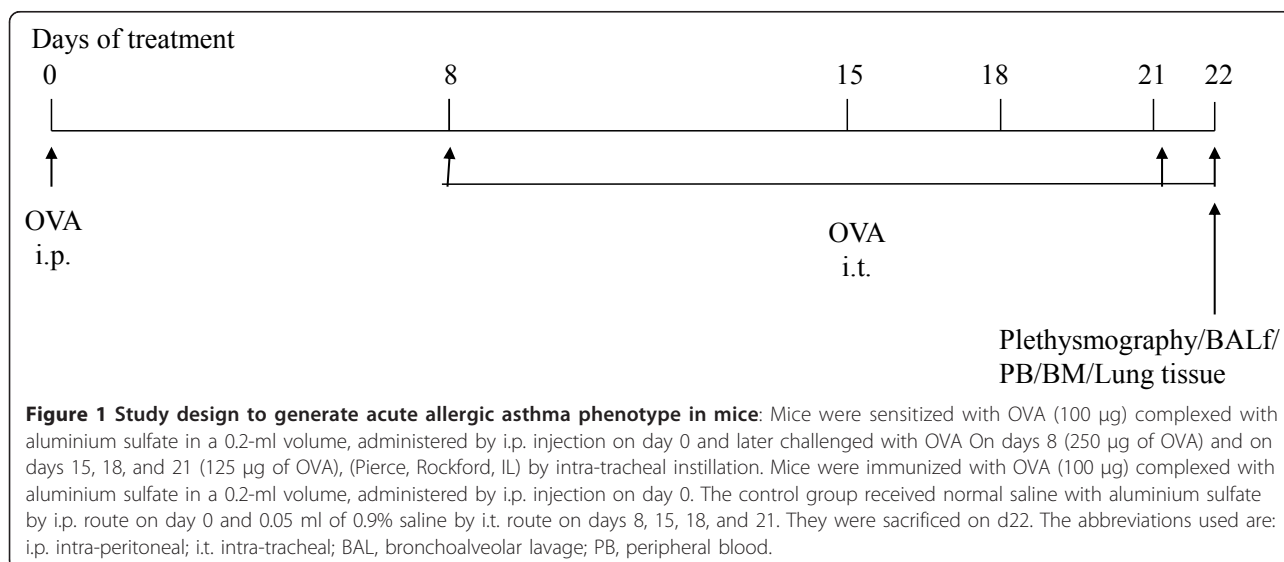 Days of treatment
0 8 15 18 21 22
OVA
i.p.
OVA
i.t.
Plethysmography/BALf/
PB/BM/Lung tissue
Figure 1 Study design to generate acute allergic asthma phenotype in mice: Mice were sensitized with OVA (100 μg) complexed with
aluminium sulfate in a 0.2-ml volume, administered by i.p. injection on day 0 and later challenged with OVA On days 8 (250 μg of OVA) and on
days 15, 18, and 21 (125 μg of OVA), (Pierce, Rockford, IL) by intra-tracheal instillation. Mice were immunized with OVA (100 μg) complexed with
aluminium sulfate in a 0.2-ml volume, administered by i.p. injection on day 0. The control group received normal saline with aluminium sulfate
by i.p. route on day 0 and 0.05 ml of 0.9% saline by i.t. route on days 8, 15, 18, and 21. They were sacrificed on d22. The abbreviations used are:
i.p. intra-peritoneal; i.t. intra-tracheal; BAL, bronchoalveolar lavage; PB, peripheral blood.